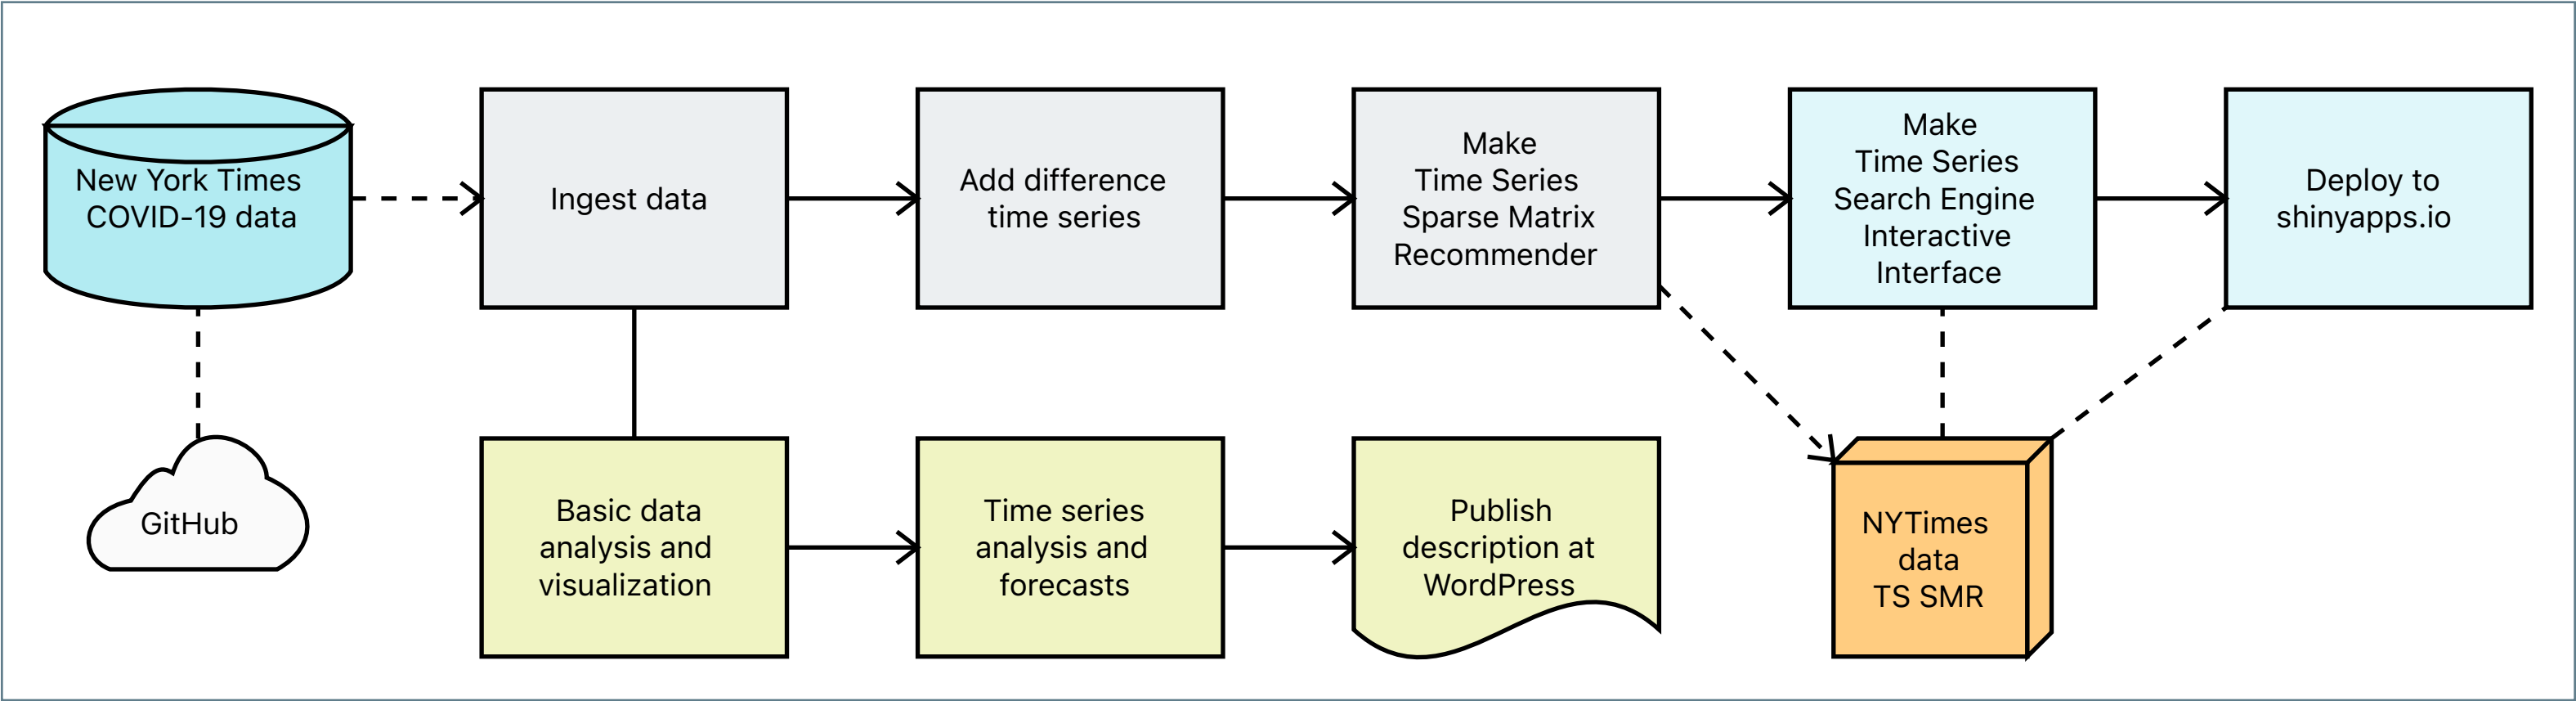 New York Times
COVID-19 data
Ingest data
Add difference
time series
Make
Time Series
Sparse Matrix
Recommender
Make
Time Series
Search Engine
Interactive
Interface
Deploy to
shinyapps.io
GitHub
Basic data
analysis and
visualization
Time series
analysis and
forecasts
Publish
description at
WordPress
NYTimes
data
TS SMR